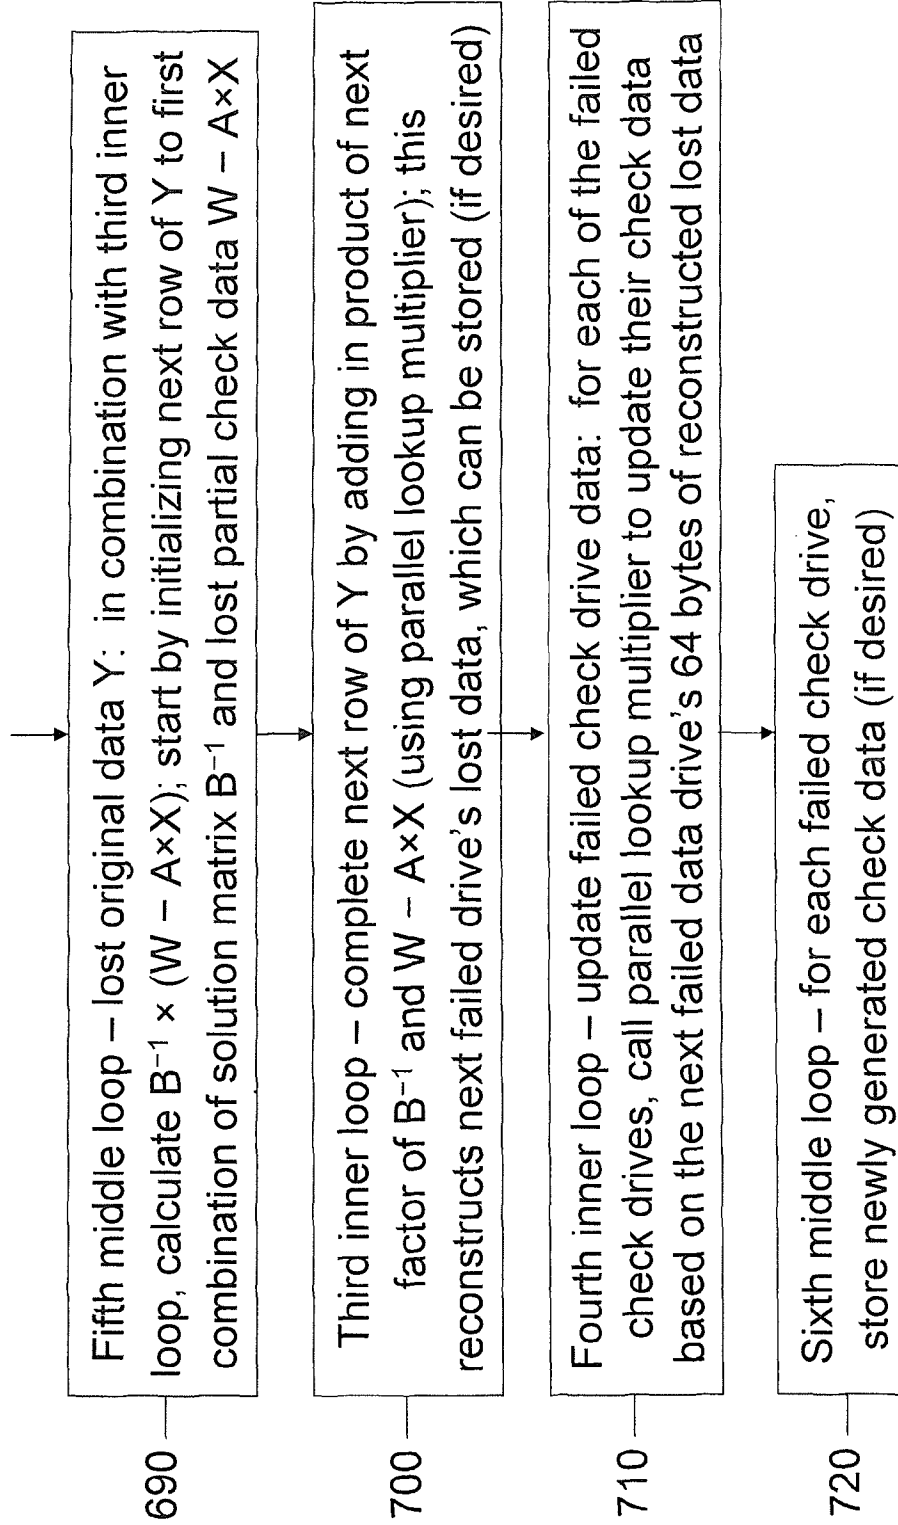 690
Fifth middle loop – lost original data Y: in combination with third inner
loop, calculate B⁻¹ × (W – A×X); start by initializing next row of Y to first
combination of solution matrix B⁻¹ and lost partial check data W – A×X
700
Third inner loop – complete next row of Y by adding in product of next
factor of B⁻¹ and W – A×X (using parallel lookup multiplier); this
reconstructs next failed drive's lost data, which can be stored (if desired)
710
Fourth inner loop – update failed check drive data: for each of the failed
check drives, call parallel lookup multiplier to update their check data
based on the next failed data drive's 64 bytes of reconstructed lost data
720
Sixth middle loop – for each failed check drive,
store newly generated check data (if desired)